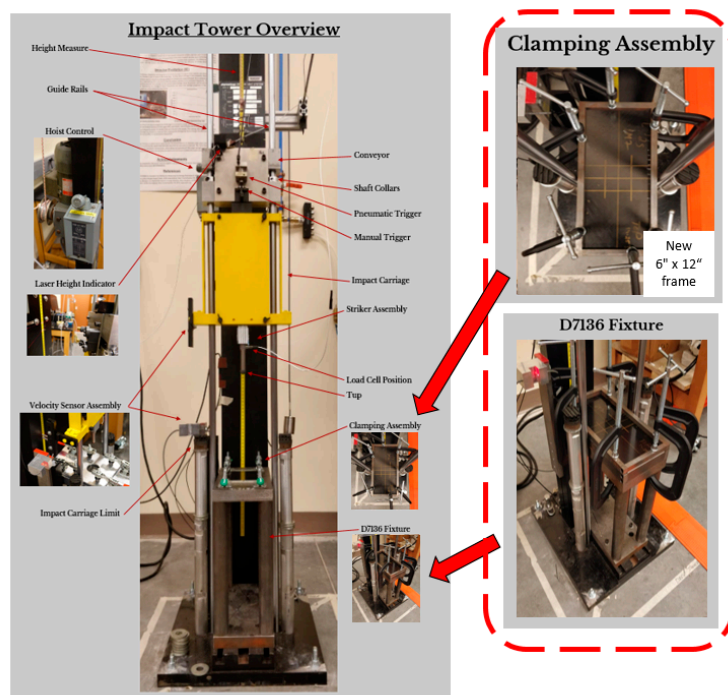 Impact Tower Overview
Height Measure
Guide Rails
Hoist Control
Conveyor
Shaft Collars
Pneumatic Trigger
Manual Trigger
Laser Height Indicator
Impact Carriage
Striker Assembly
Load Cell Position
Tup
Velocity Sensor Assembly
Clamping Assembly
Impact Carriage Limit
D7136 Fixture
Clamping Assembly
New
6" x 12"
frame
D7136 Fixture